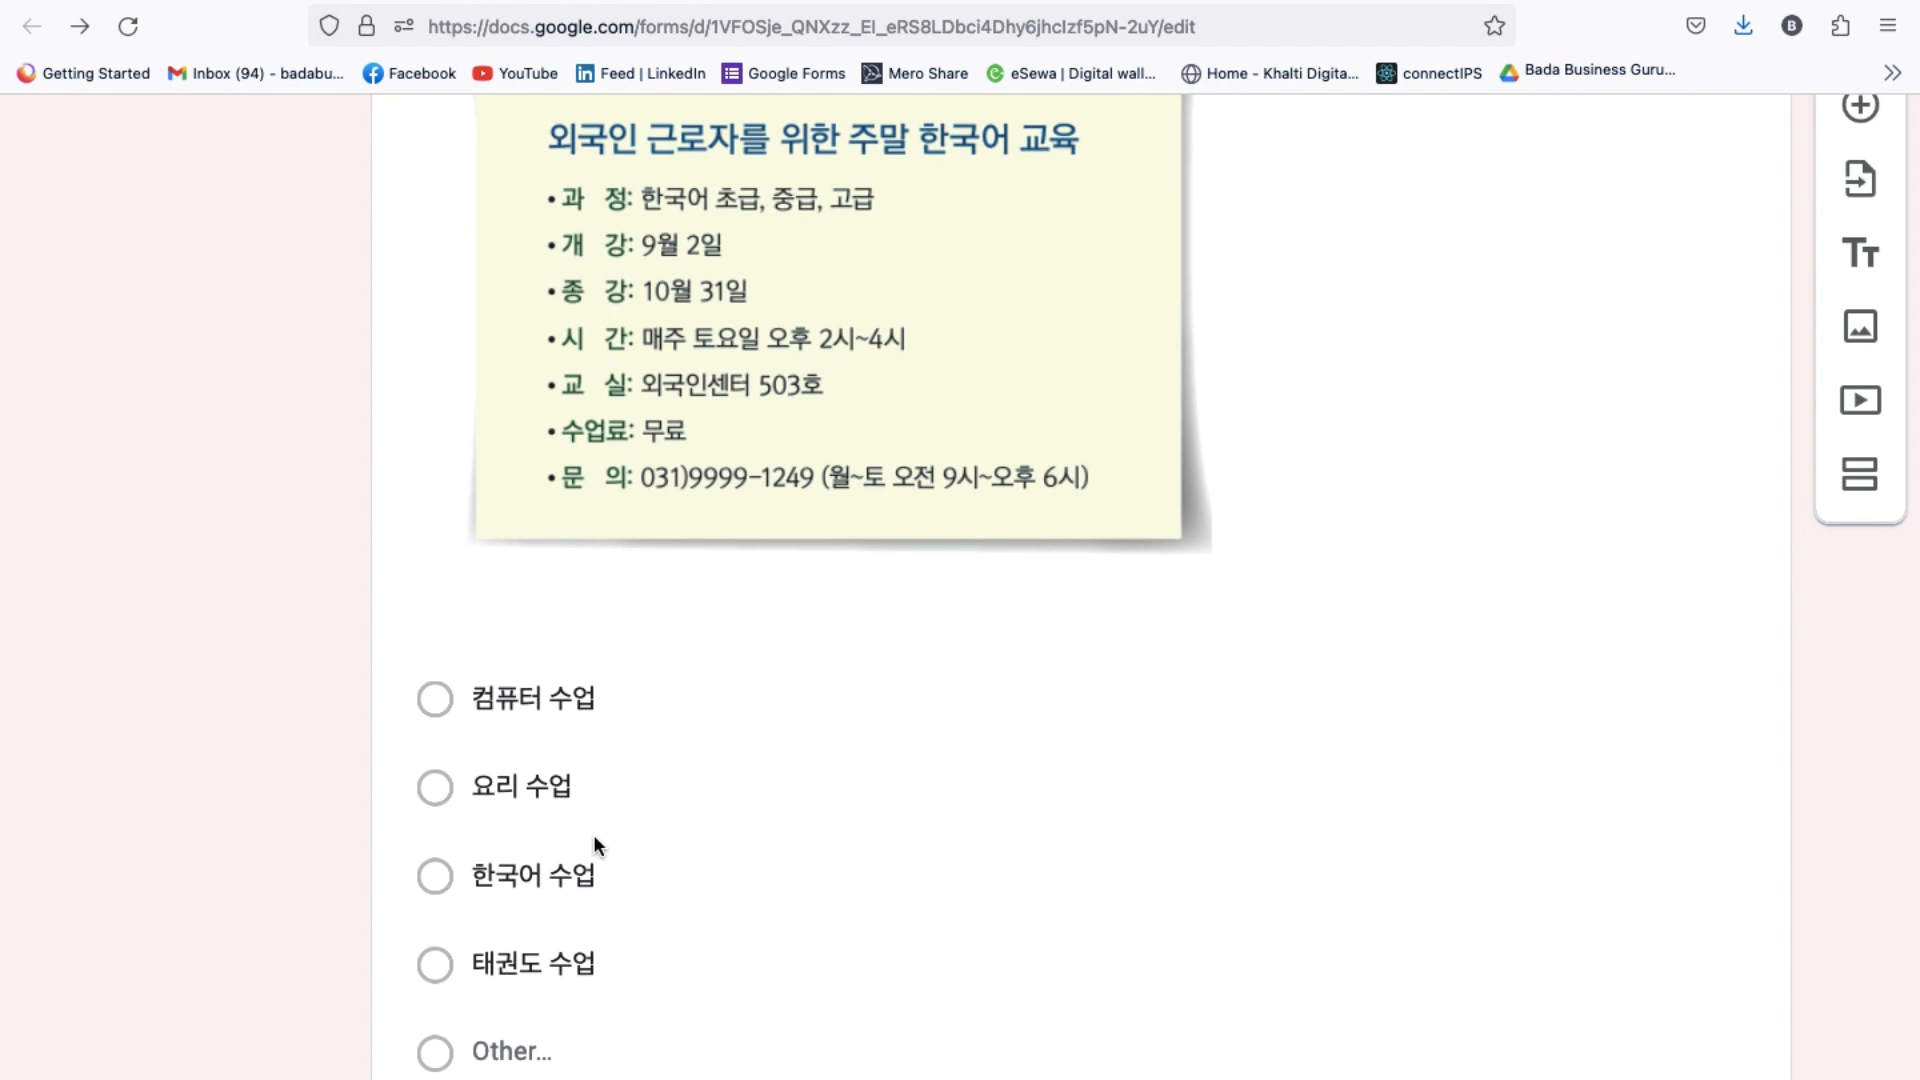 https://docs.google.com/forms/d/1VFOSje_QNXzz_EI_eRS8LDbci4Dhy6jhcIzf5pN-2uY/edit
B
Getting Started
Inbox (94) - badabu...
Facebook
YouTube
Feed | LinkedIn
Google Forms
Mero Share
eSewa | Digital wall...
Home - Khalti Digita...
connectIPS
Bada Business Guru...
외국인 근로자를 위한 주말 한국어 교육
• 과 정: 한국어 초급, 중급, 고급
• 개 강: 9월 2일
• 종 강: 10월 31일
• 시 간: 매주 토요일 오후 2시~4시
• 교 실: 외국인센터 503호
• 수업료: 무료
• 문 의: 031)9999-1249 (월~토 오전 9시~오후 6시)
컴퓨터 수업
요리 수업
한국어 수업
태권도 수업
Other...